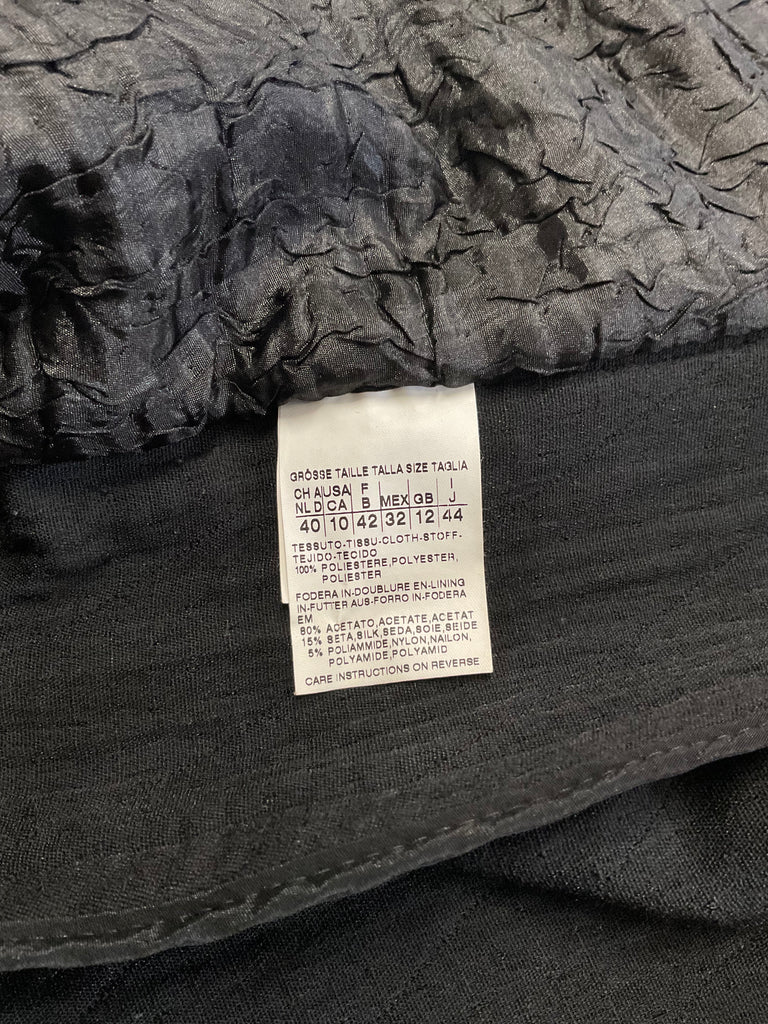 GRÖSSE TAILLE TALLA SIZE TAGLIA
CH A USA F I
NL D CA B MEX GB J
40 10 42 32 12 44
TESSUTO-TISSU-CLOTH-STOFF-
TEJIDO-TECIDO
100% POLIESTERE,POLYESTER,
POLIESTER
FODERA IN-DOUBLURE EN-LINING
IN-FUTTER AUS-FORRO IN-FODERA
EM
80% ACETATO,ACETATE,ACETAT
15% SETA,SILK,SEDA,SOIE,SEIDE
5% POLIAMMIDE,NYLON,NAILON,
POLYAMIDE,POLYAMID
CARE INSTRUCTIONS ON REVERSE